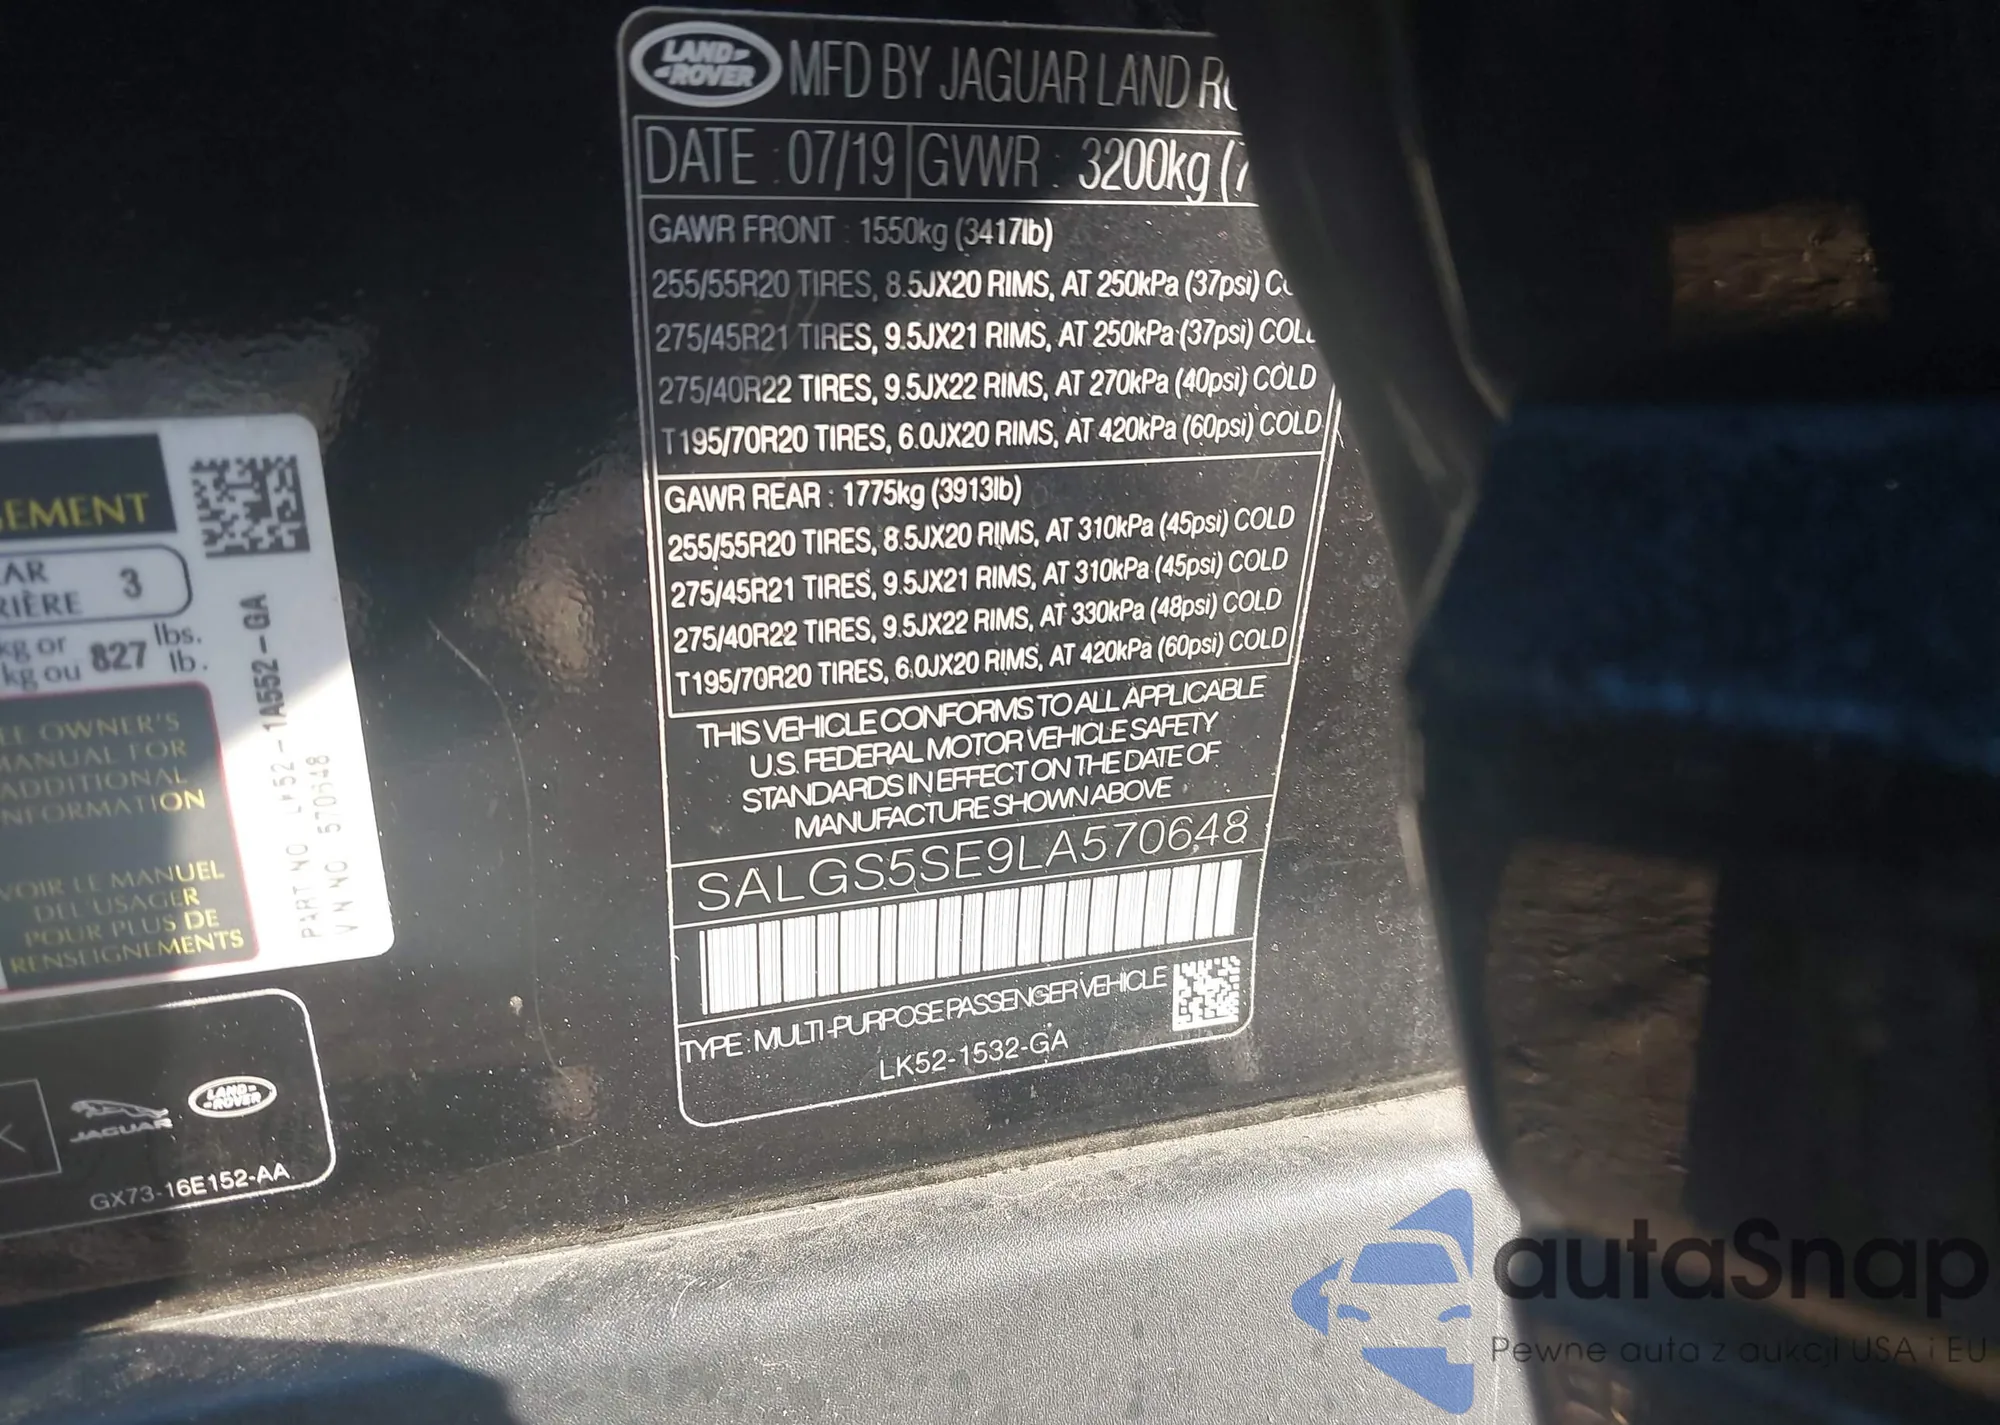 LAND ROVER
MFD BY JAGUAR LAND
DATE : 07/19 GVWR : 3200kg
GAWR FRONT : 1550kg (3417lb)
255/55R20 TIRES, 8.5JX20 RIMS, AT 250kPa (37psi)
275/45R21 TIRES, 9.5JX21 RIMS, AT 250kPa (37psi) COLD
275/40R22 TIRES, 9.5JX22 RIMS, AT 270kPa (40psi) COLD
T195/70R20 TIRES, 6.0JX20 RIMS, AT 420kPa (60psi) COLD
GAWR REAR : 1775kg (3913lb)
255/55R20 TIRES, 8.5JX20 RIMS, AT 310kPa (45psi) COLD
275/45R21 TIRES, 9.5JX21 RIMS, AT 310kPa (45psi) COLD
275/40R22 TIRES, 9.5JX22 RIMS, AT 330kPa (48psi) COLD
T195/70R20 TIRES, 6.0JX20 RIMS, AT 420kPa (60psi) COLD
THIS VEHICLE CONFORMS TO ALL APPLICABLE
U.S. FEDERAL MOTOR VEHICLE SAFETY
STANDARDS IN EFFECT ON THE DATE OF
MANUFACTURE SHOWN ABOVE
SALGS5SE9LA570648
TYPE : MULTI-PURPOSE PASSENGER VEHICLE
LK52-1532-GA
3
kg or lbs.
kg ou 827 lb.
OWNER'S
MANUAL FOR
ADDITIONAL
INFORMATION
VOIR LE MANUEL
DE L'USAGER
POUR PLUS DE
RENSEIGNEMENTS
PART NO. LK52-1A552-GA
VIN NO. 570648
JAGUAR
LAND ROVER
GX73-16E152-AA
autaSnap
Pewne auta z aukcji USA i EU